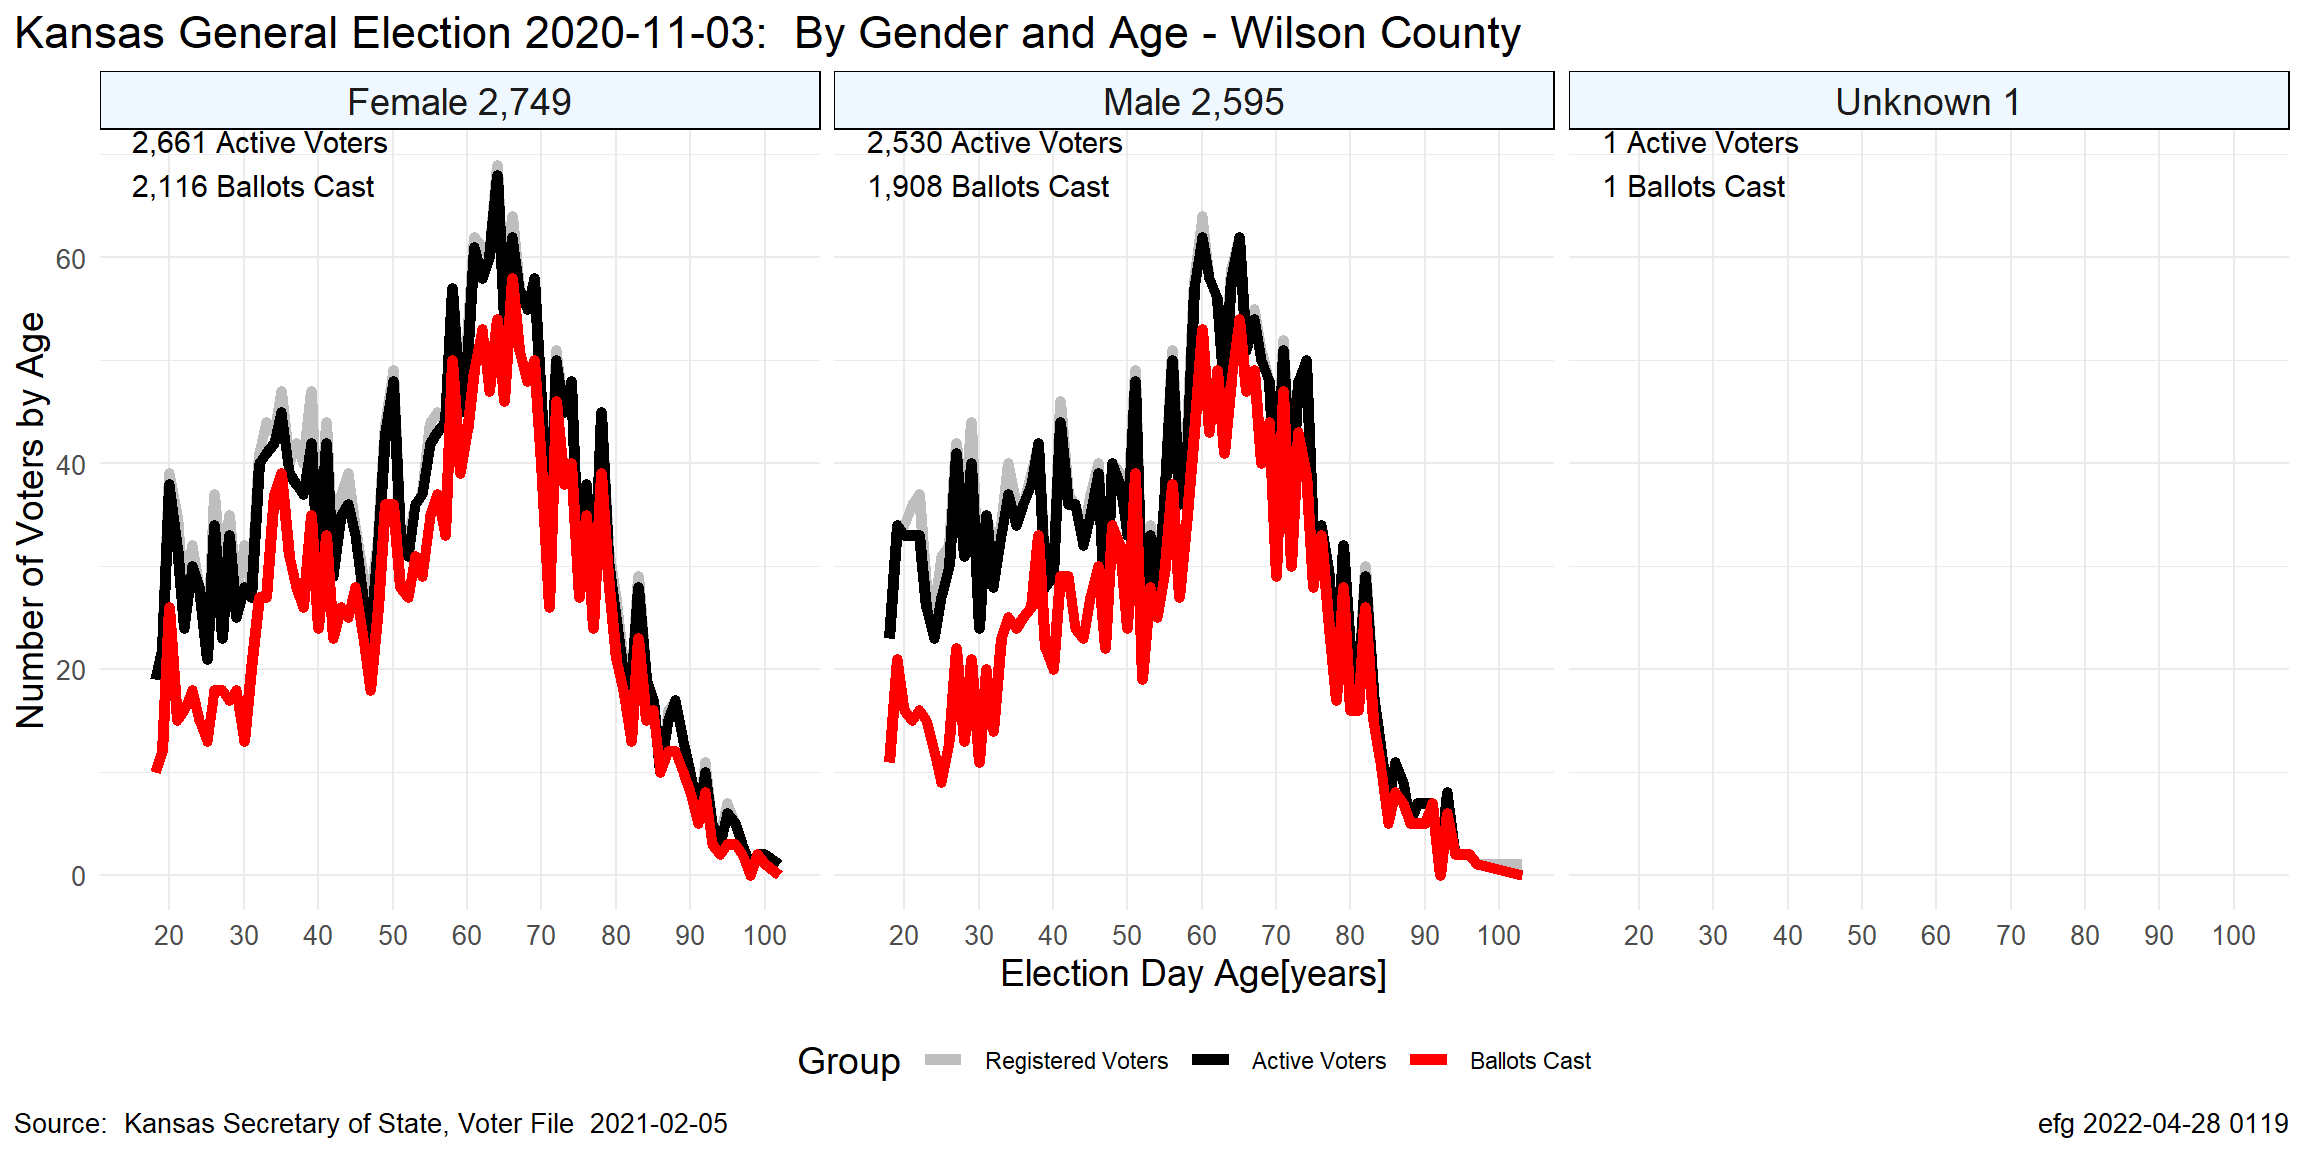 Kansas General Election 2020-11-03:  By Gender and Age - Wilson County
Female 2,749
Male 2,595
Unknown 1
2,661 Active Voters
2,116 Ballots Cast
2,530 Active Voters
1,908 Ballots Cast
1 Active Voters
1 Ballots Cast
Number of Voters by Age
60
40
20
0
20 30 40 50 60 70 80 90 100
20 30 40 50 60 70 80 90 100
20 30 40 50 60 70 80 90 100
Election Day Age[years]
Group Registered Voters Active Voters Ballots Cast
Source:  Kansas Secretary of State, Voter File  2021-02-05
efg 2022-04-28 0119